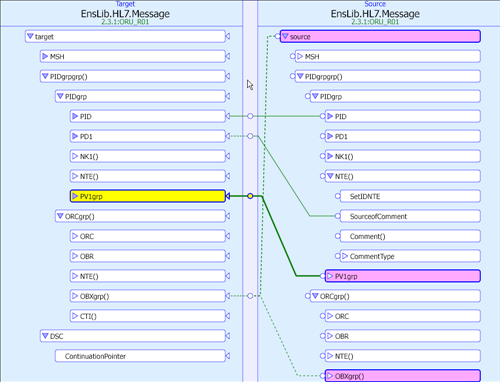 Target
EnsLib.HL7.Message
2.3.1:ORU_R01
target
MSH
PIDgrpgrp()
PIDgrp
PID
PD1
NK1()
NTE()
PV1grp
ORCgrp()
ORC
OBR
NTE()
OBXgrp()
CTI()
DSC
ContinuationPointer
Source
EnsLib.HL7.Message
2.3.1:ORU_R01
source
MSH
PIDgrpgrp()
PIDgrp
PID
PD1
NK1()
NTE()
SetIDNTE
SourceofComment
Comment()
CommentType
PV1grp
ORCgrp()
ORC
OBR
NTE()
OBXgrp()